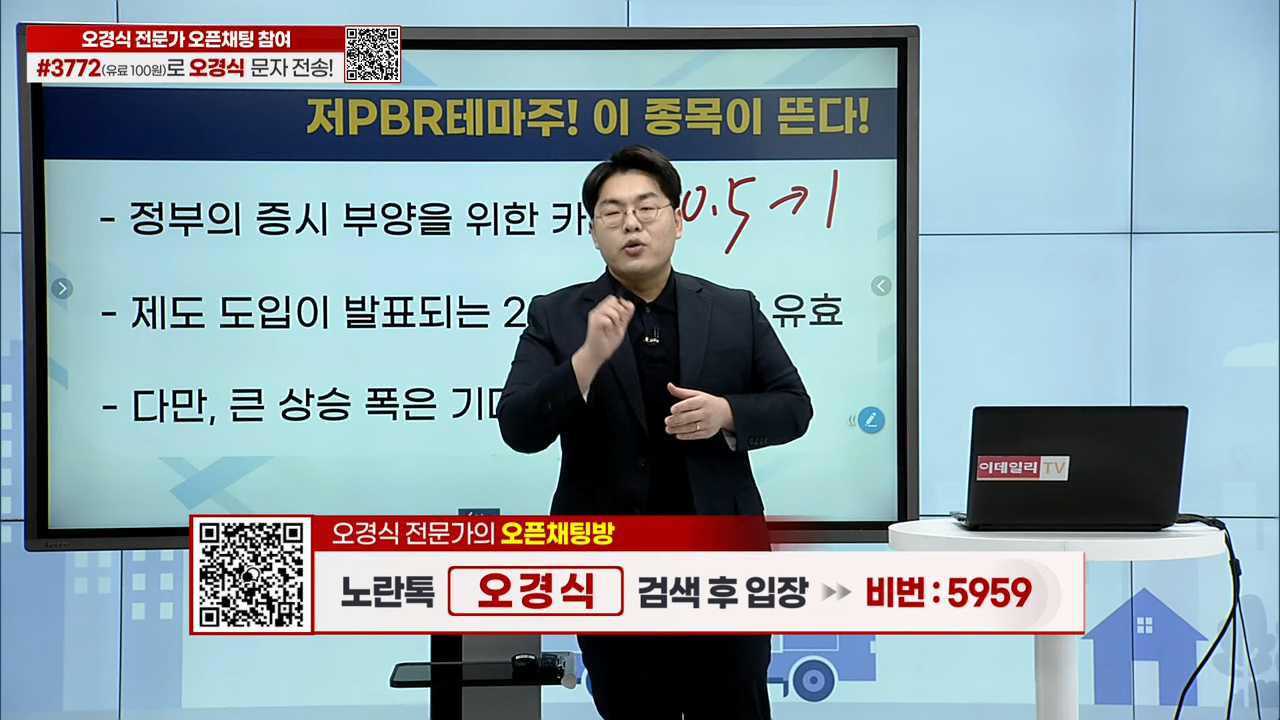 오경식 전문가 오픈채팅 참여
#3772(유료 100원)로 오경식 문자 전송!
저PBR테마주! 이 종목이 뜬다!
- 정부의 증시 부양을 위한 카
0.5 → 1
- 제도 도입이 발표되는 2 유효
- 다만, 큰 상승 폭은
이데일리 TV
오경식 전문가의 오픈채팅방
노란톡 오경식 검색 후 입장 비번 : 5959